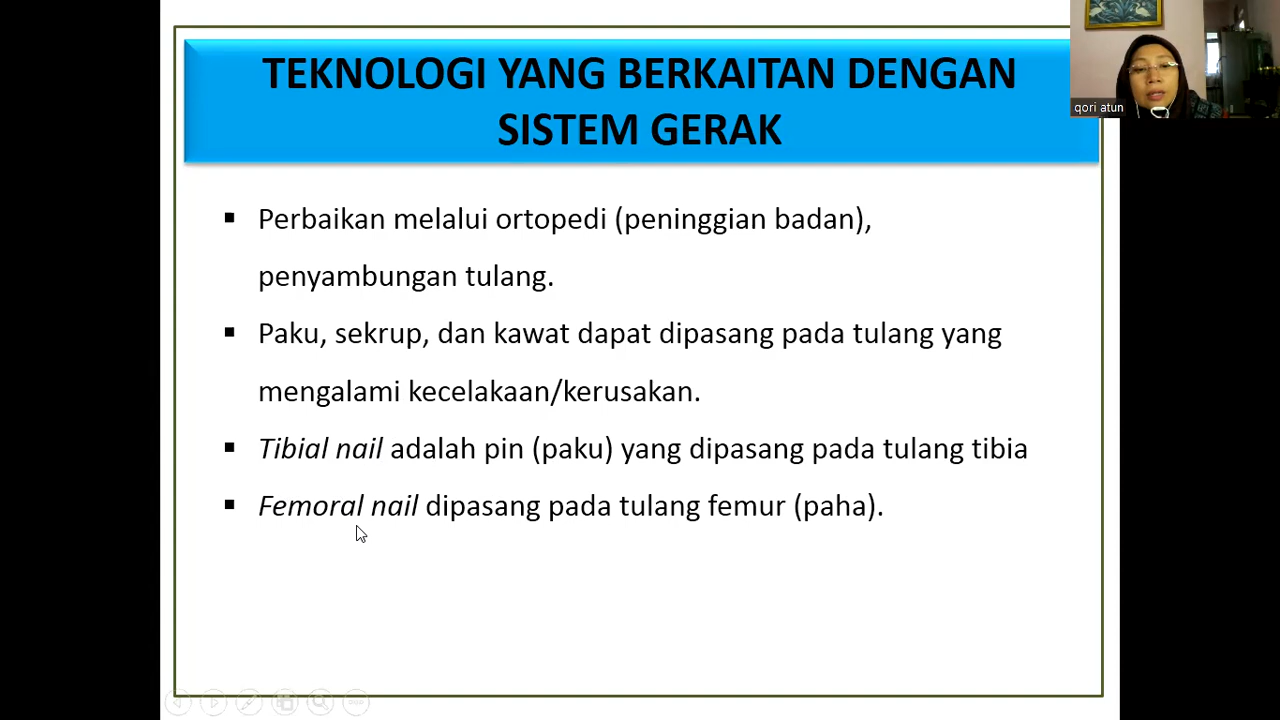 TEKNOLOGI YANG BERKAITAN DENGAN
SISTEM GERAK
qori atun
▪ Perbaikan melalui ortopedi (peninggian badan),
penyambungan tulang.
▪ Paku, sekrup, dan kawat dapat dipasang pada tulang yang
mengalami kecelakaan/kerusakan.
▪ Tibial nail adalah pin (paku) yang dipasang pada tulang tibia
▪ Femoral nail dipasang pada tulang femur (paha).